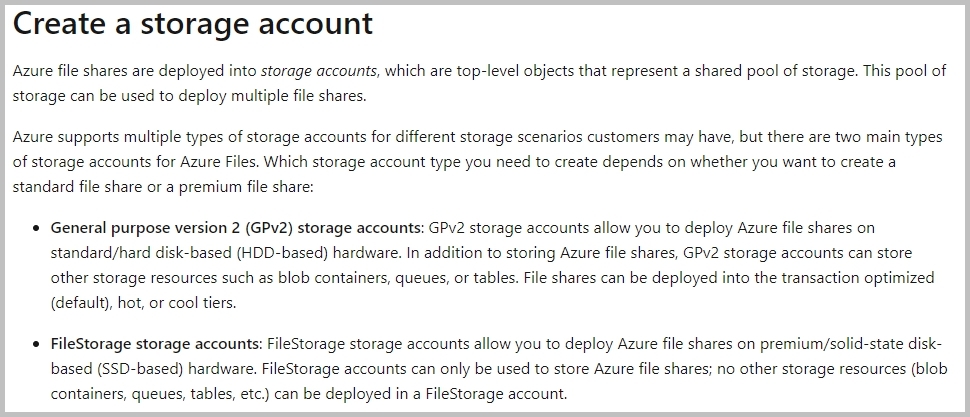 Create a storage account
Azure file shares are deployed into storage accounts, which are top-level objects that represent a shared pool of storage. This pool of
storage can be used to deploy multiple file shares.
Azure supports multiple types of storage accounts for different storage scenarios customers may have, but there are two main types
of storage accounts for Azure Files. Which storage account type you need to create depends on whether you want to create a
standard file share or a premium file share:
• General purpose version 2 (GPv2) storage accounts: GPv2 storage accounts allow you to deploy Azure file shares on
standard/hard disk-based (HDD-based) hardware. In addition to storing Azure file shares, GPv2 storage accounts can store
other storage resources such as blob containers, queues, or tables. File shares can be deployed into the transaction optimized
(default), hot, or cool tiers.
• FileStorage storage accounts: FileStorage storage accounts allow you to deploy Azure file shares on premium/solid-state disk-
based (SSD-based) hardware. FileStorage accounts can only be used to store Azure file shares; no other storage resources (blob
containers, queues, tables, etc.) can be deployed in a FileStorage account.